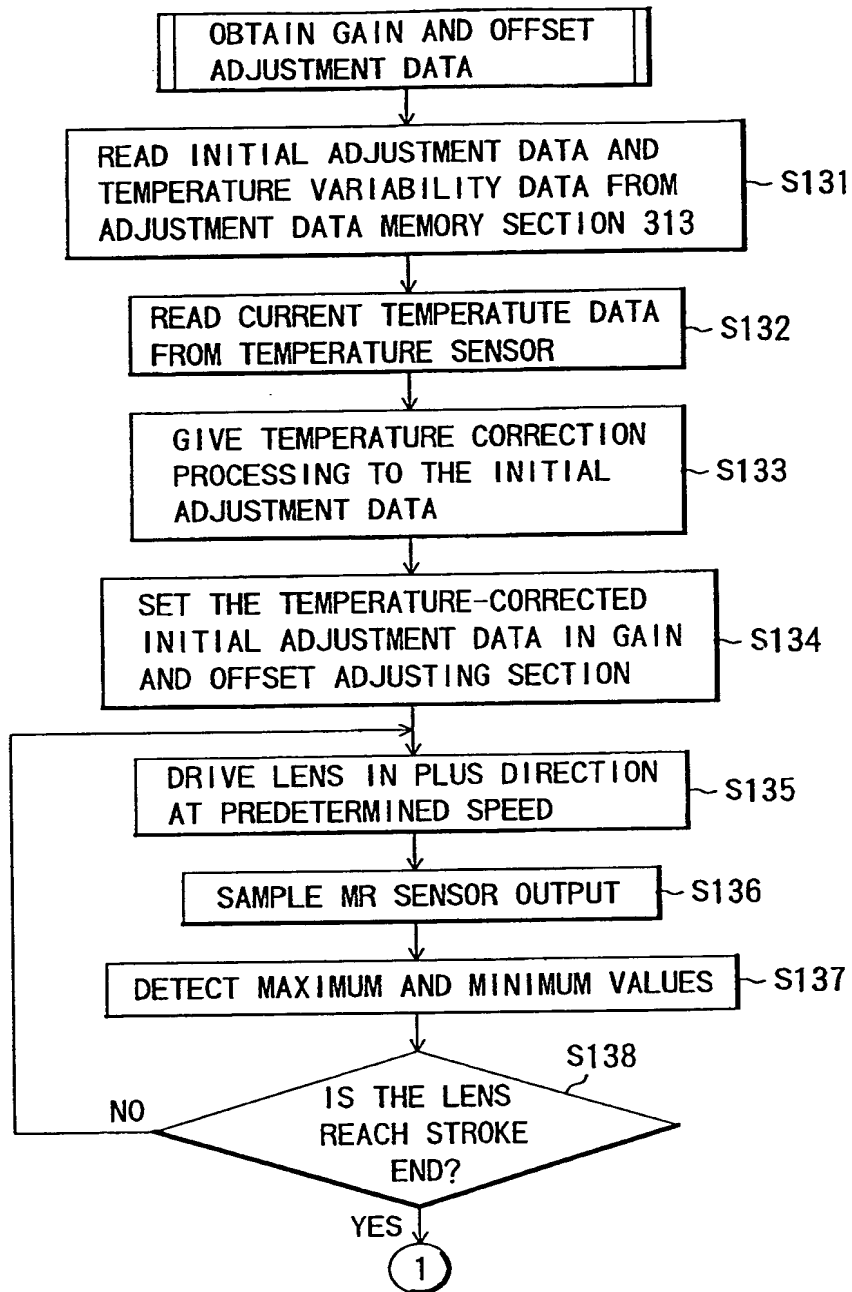 OBTAIN GAIN AND OFFSET
ADJUSTMENT DATA
READ INITIAL ADJUSTMENT DATA AND
TEMPERATURE VARIABILITY DATA FROM
ADJUSTMENT DATA MEMORY SECTION 313
S131
READ CURRENT TEMPERATUTE DATA
FROM TEMPERATURE SENSOR
S132
GIVE TEMPERATURE CORRECTION
PROCESSING TO THE INITIAL
ADJUSTMENT DATA
S133
SET THE TEMPERATURE-CORRECTED
INITIAL ADJUSTMENT DATA IN GAIN
AND OFFSET ADJUSTING SECTION
S134
DRIVE LENS IN PLUS DIRECTION
AT PREDETERMINED SPEED
S135
SAMPLE MR SENSOR OUTPUT
S136
DETECT MAXIMUM AND MINIMUM VALUES
S137
S138
IS THE LENS
REACH STROKE
END?
NO
YES
1